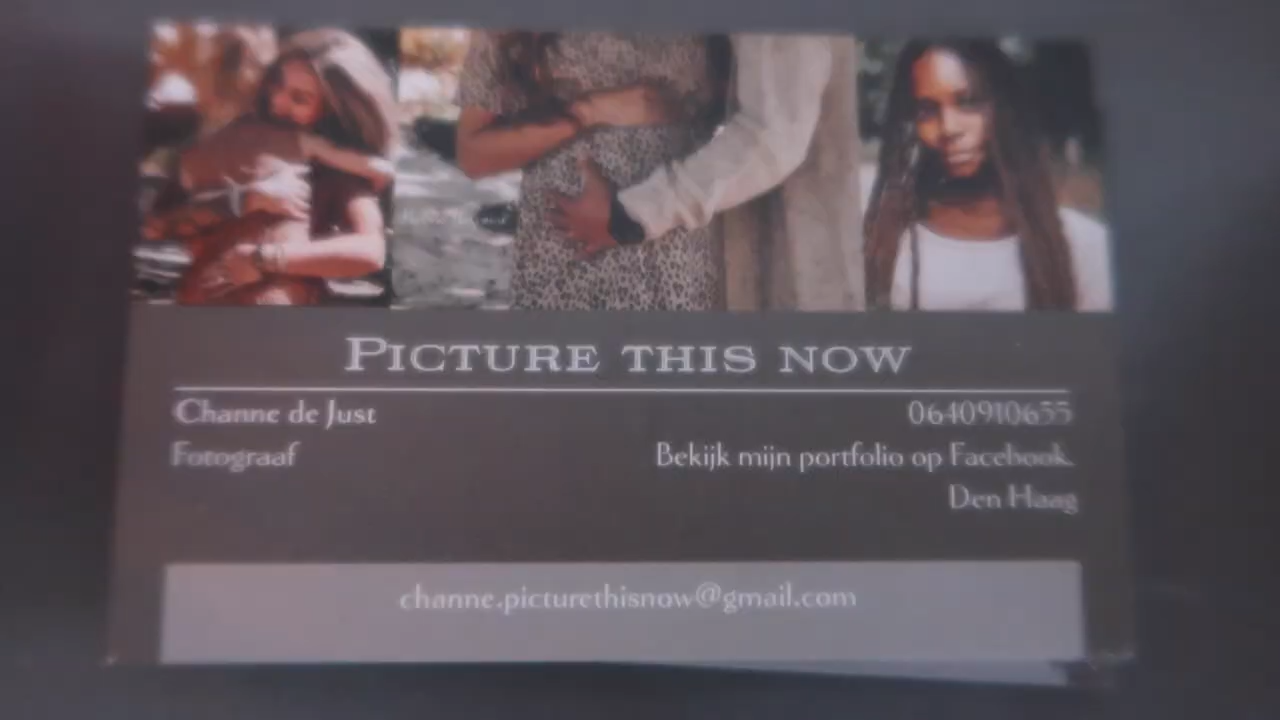 PICTURE THIS NOW
Channe de Just
0640910655
Fotograaf
Bekijk mijn portfolio op Facebook.
Den Haag
channe.picturethisnow@gmail.com